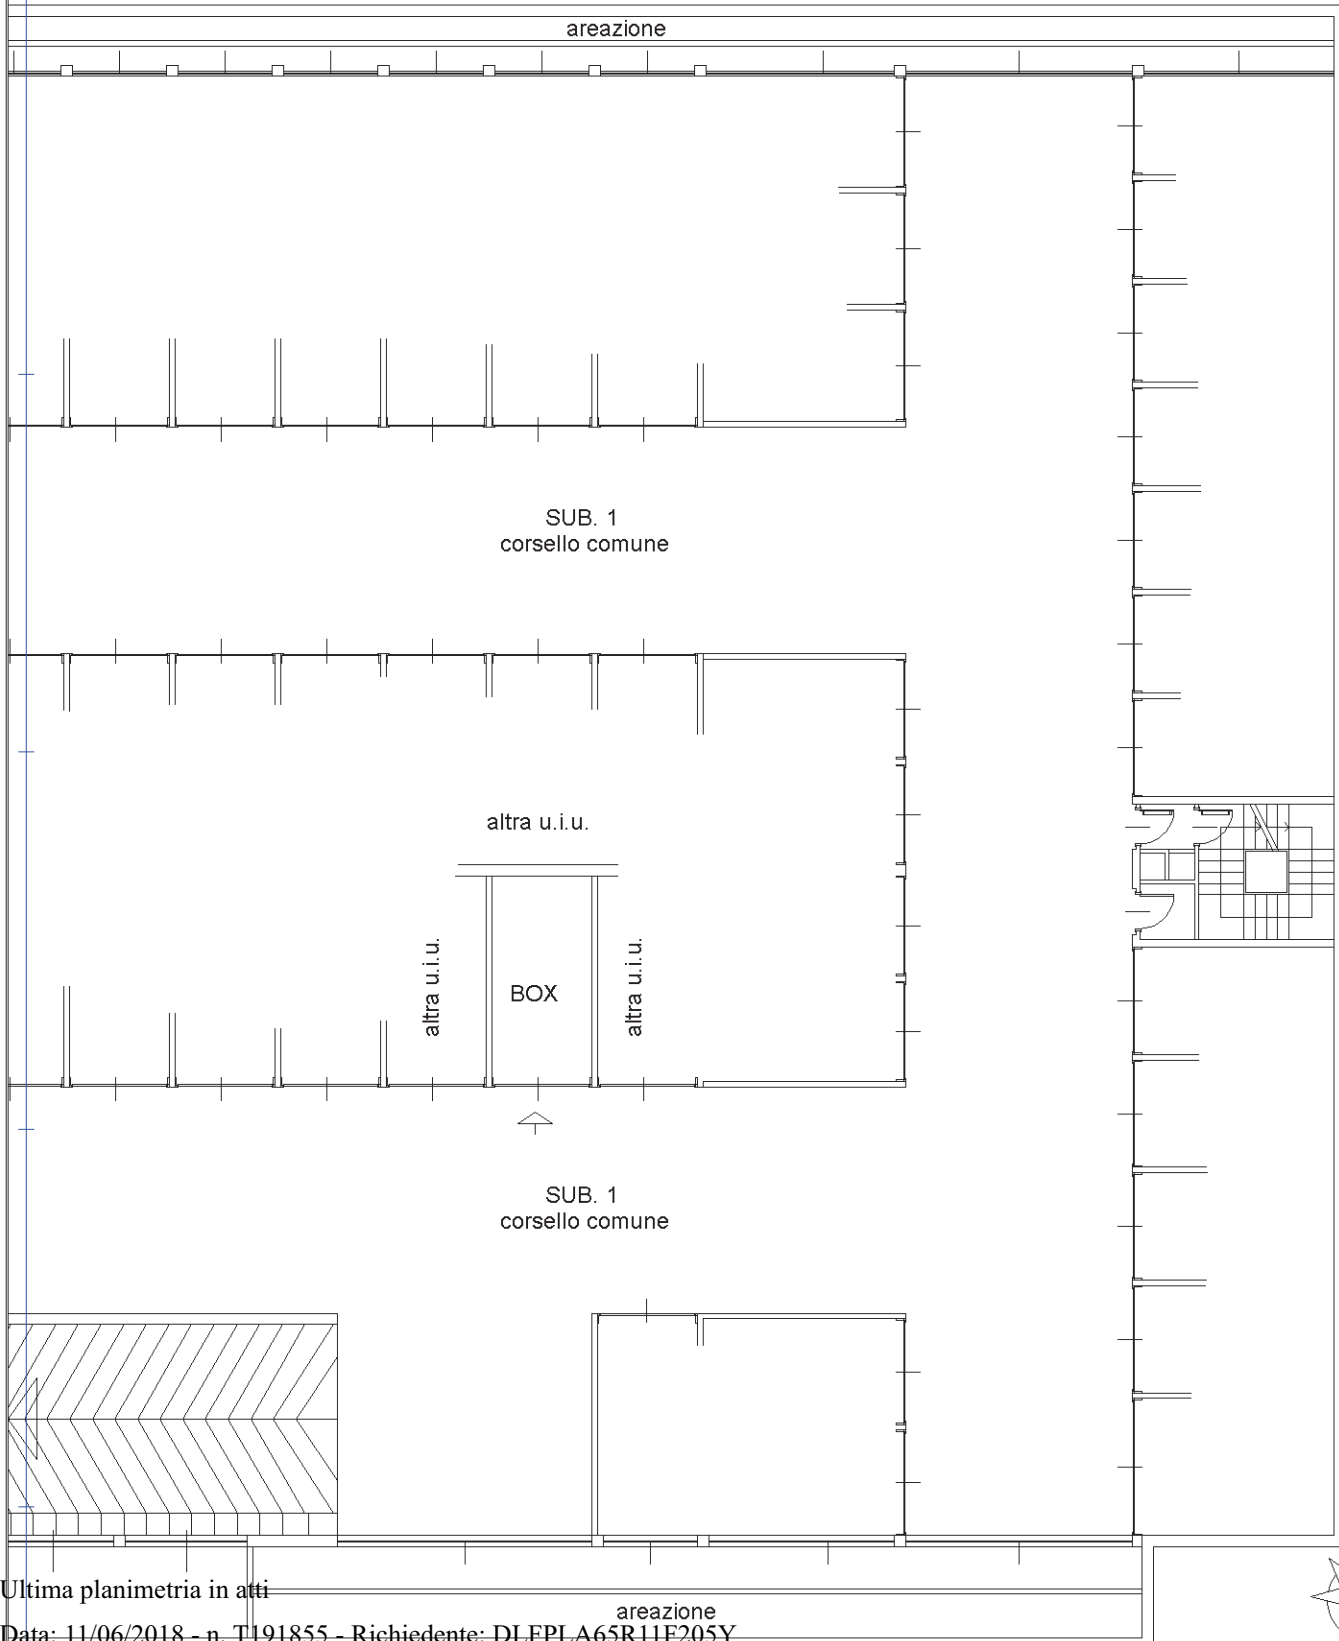 areazione
SUB. 1
corsello comune
altra u.i.u.
altra u.i.u.
BOX
altra u.i.u.
SUB. 1
corsello comune
Ultima planimetria in atti
areazione
Data: 11/06/2018 - n. T191855 - Richiedente: DLFPLA65R11F205Y